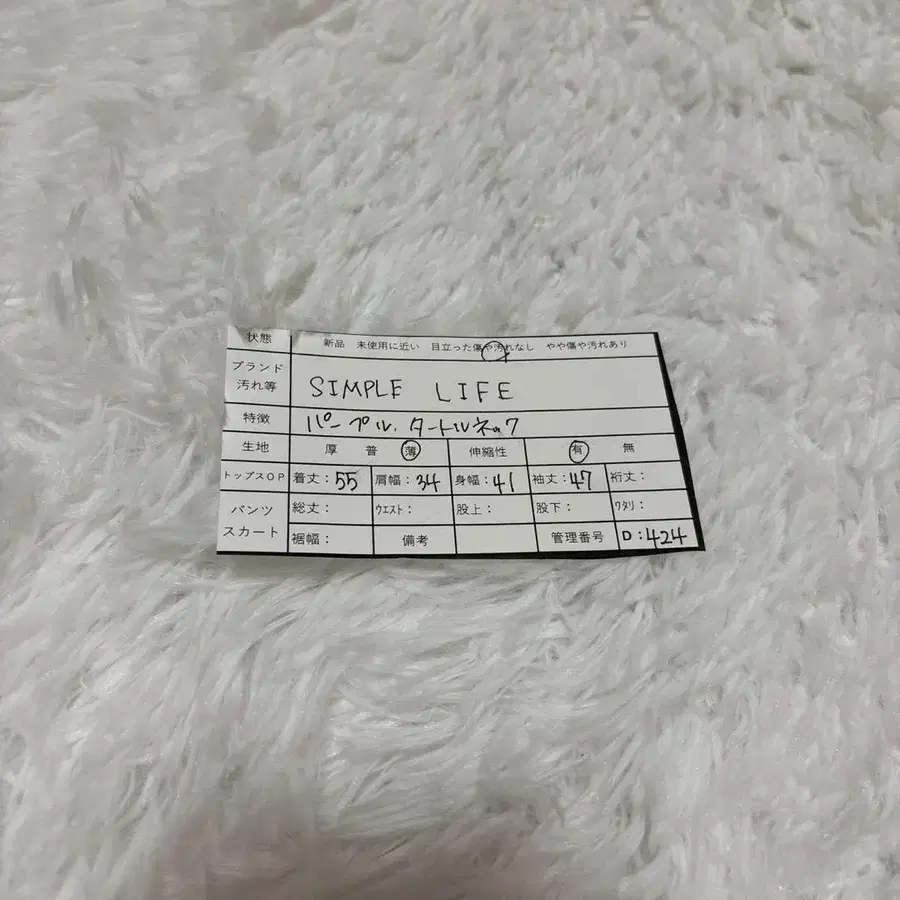 状態 新品 未使用に近い 目立った傷や汚れなし やや傷や汚れあり
ブランド
汚れ等 SIMPLE LIFE
特徴 パープル、タートルネック
生地 厚 普 薄 伸縮性 有 無
トップスOP 着丈：55 肩幅：34 身幅：41 袖丈：47 裄丈：
パンツ
スカート 総丈： ウエスト： 股上： 股下： ワタリ：
裾幅： 備考 管理番号 D：424